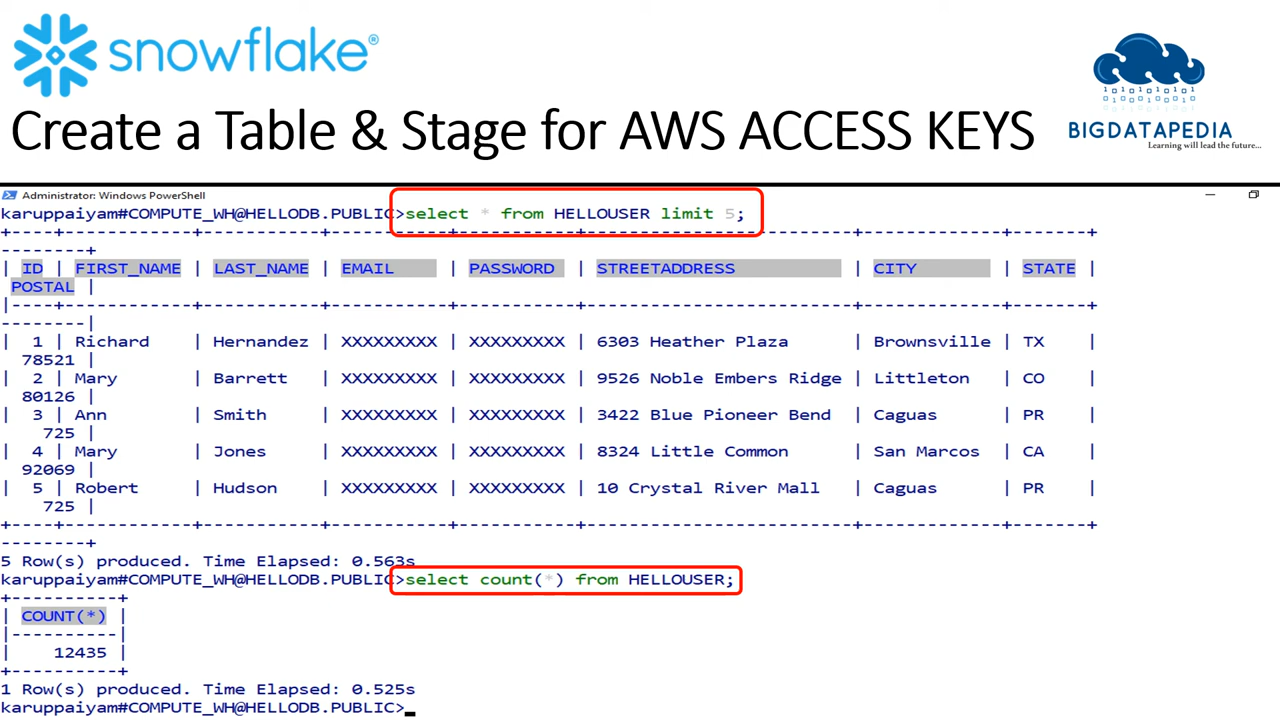 snowflake®
Create a Table & Stage for AWS ACCESS KEYS
BIGDATAPEDIA
Learning will lead the future...
Administrator: Windows PowerShell
karuppaiyam#COMPUTE_WH@HELLODB.PUBLIC>select * from HELLOUSER limit 5;
+----+------------+-----------+-----------+-----------+-------------------------+-------------+-------+
--------+
| ID | FIRST_NAME | LAST_NAME | EMAIL     | PASSWORD  | STREETADDRESS           | CITY        | STATE |
POSTAL |
|----+------------+-----------+-----------+-----------+-------------------------+-------------+-------+
--------|
|  1 | Richard    | Hernandez | XXXXXXXXX | XXXXXXXXX | 6303 Heather Plaza      | Brownsville | TX    |
78521 |
|  2 | Mary       | Barrett   | XXXXXXXXX | XXXXXXXXX | 9526 Noble Embers Ridge | Littleton   | CO    |
80126 |
|  3 | Ann        | Smith     | XXXXXXXXX | XXXXXXXXX | 3422 Blue Pioneer Bend  | Caguas      | PR    |
725 |
|  4 | Mary       | Jones     | XXXXXXXXX | XXXXXXXXX | 8324 Little Common      | San Marcos  | CA    |
92069 |
|  5 | Robert     | Hudson    | XXXXXXXXX | XXXXXXXXX | 10 Crystal River Mall   | Caguas      | PR    |
725 |
+----+------------+-----------+-----------+-----------+-------------------------+-------------+-------+
--------+
5 Row(s) produced. Time Elapsed: 0.563s
karuppaiyam#COMPUTE_WH@HELLODB.PUBLIC>select count(*) from HELLOUSER;
+----------+
| COUNT(*) |
|----------|
|    12435 |
+----------+
1 Row(s) produced. Time Elapsed: 0.525s
karuppaiyam#COMPUTE_WH@HELLODB.PUBLIC>_